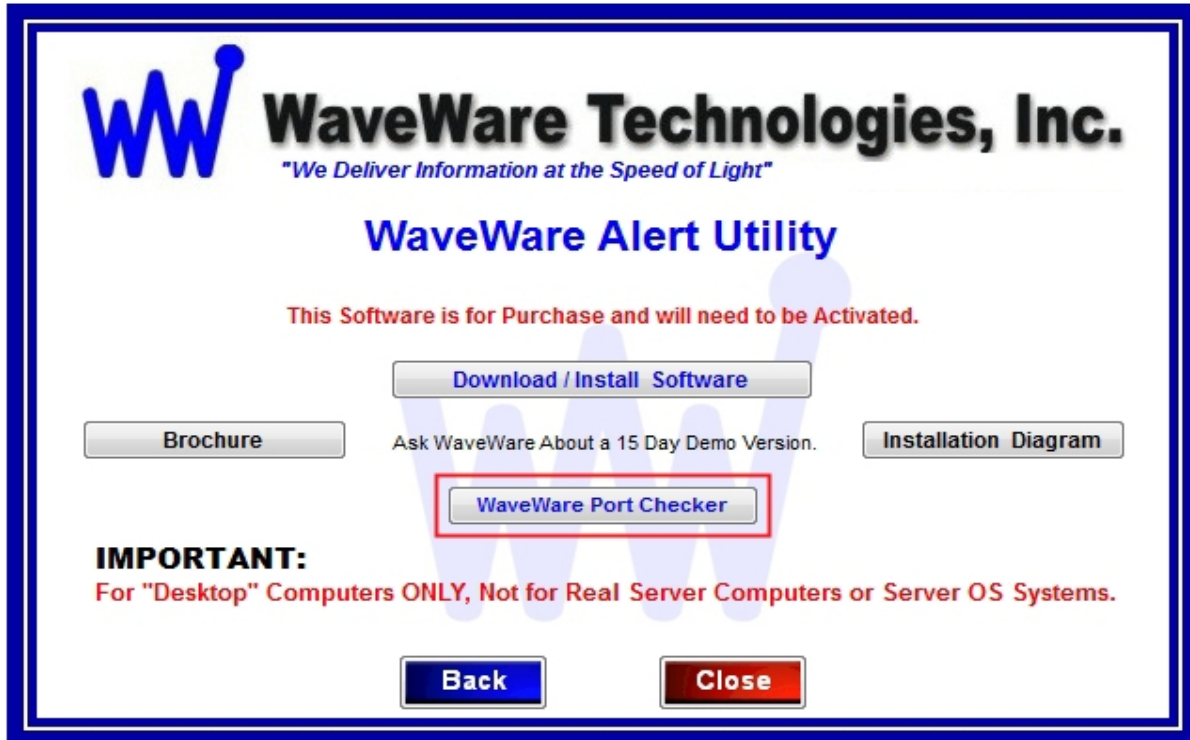 WW
WaveWare Technologies, Inc.
"We Deliver Information at the Speed of Light"
WaveWare Alert Utility
This Software is for Purchase and will need to be Activated.
Download / Install Software
Brochure
Ask WaveWare About a 15 Day Demo Version.
Installation Diagram
WaveWare Port Checker
IMPORTANT:
For "Desktop" Computers ONLY, Not for Real Server Computers or Server OS Systems.
Back
Close